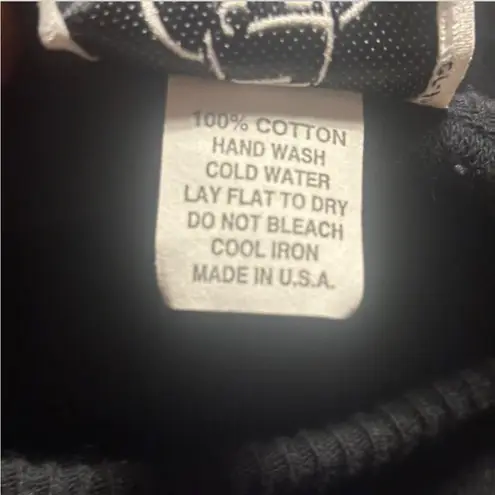 100% COTTON
HAND WASH
COLD WATER
LAY FLAT TO DRY
DO NOT BLEACH
COOL IRON
MADE IN U.S.A.